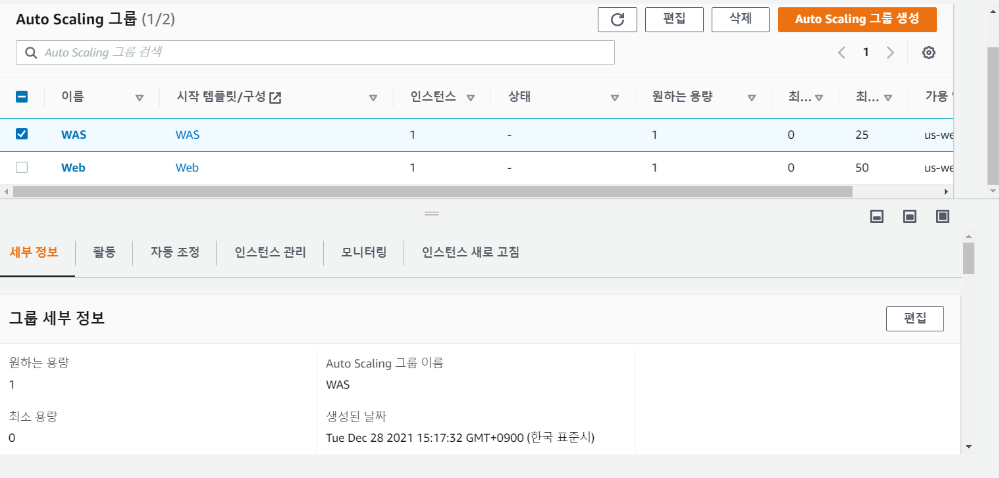 Auto Scaling 그룹 (1/2)
편집
삭제
Auto Scaling 그룹 생성
Auto Scaling 그룹 검색
1
이름 시작 템플릿/구성 인스턴스 상태 원하는 용량 최... 최... 가용
WAS WAS 1 - 1 0 25 us-we
Web Web 1 - 1 0 50 us-we
세부 정보 활동 자동 조정 인스턴스 관리 모니터링 인스턴스 새로 고침
그룹 세부 정보
편집
원하는 용량
1
최소 용량
0
Auto Scaling 그룹 이름
WAS
생성된 날짜
Tue Dec 28 2021 15:17:32 GMT+0900 (한국 표준시)